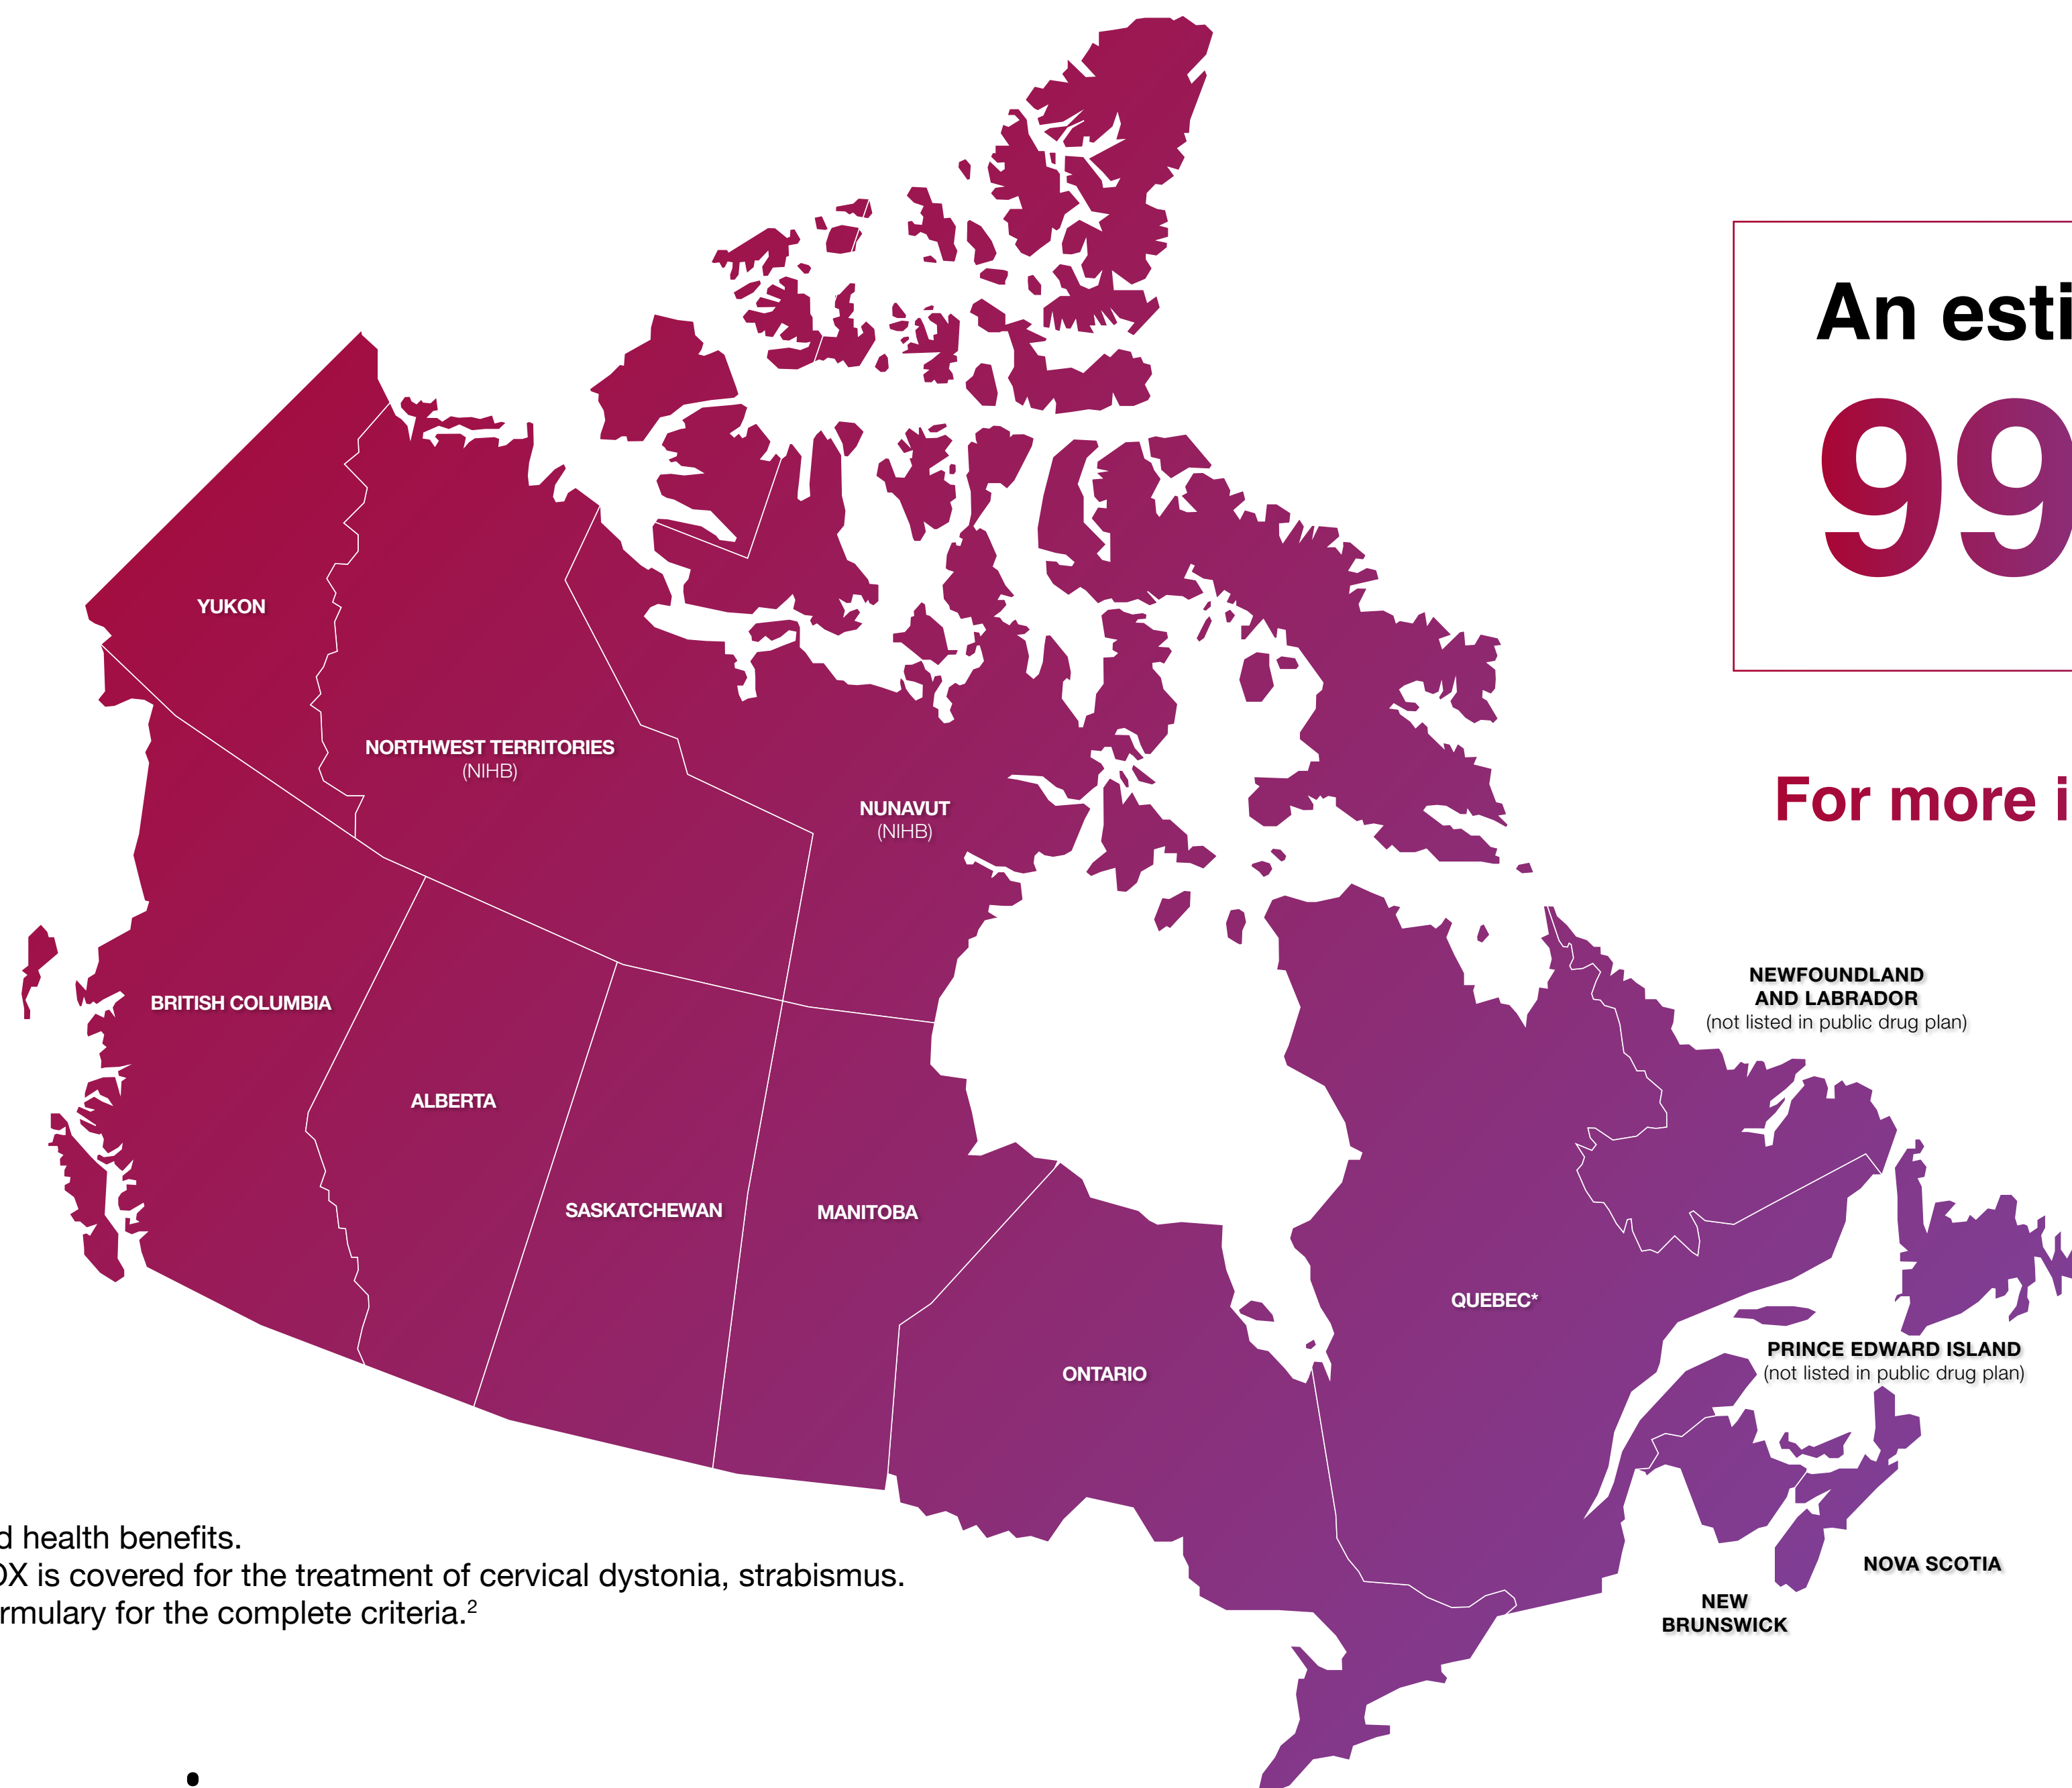 An esti
99
YUKON
NORTHWEST TERRITORIES
(NIHB)
NUNAVUT
(NIHB)
For more i
BRITISH COLUMBIA
NEWFOUNDLAND
AND LABRADOR
(not listed in public drug plan)
ALBERTA
SASKATCHEWAN
MANITOBA
QUEBEC*
ONTARIO
PRINCE EDWARD ISLAND
(not listed in public drug plan)
NOVA SCOTIA
NEW
BRUNSWICK
d health benefits.
OX is covered for the treatment of cervical dystonia, strabismus.
rmulary for the complete criteria.²